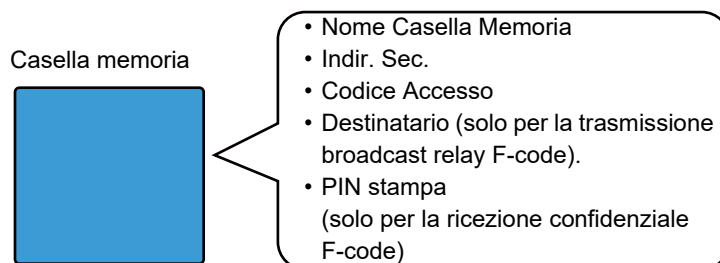 Casella memoria
• Nome Casella Memoria
• Indir. Sec.
• Codice Accesso
• Destinatario (solo per la trasmissione
broadcast relay F-code).
• PIN stampa
(solo per la ricezione confidenziale
F-code)